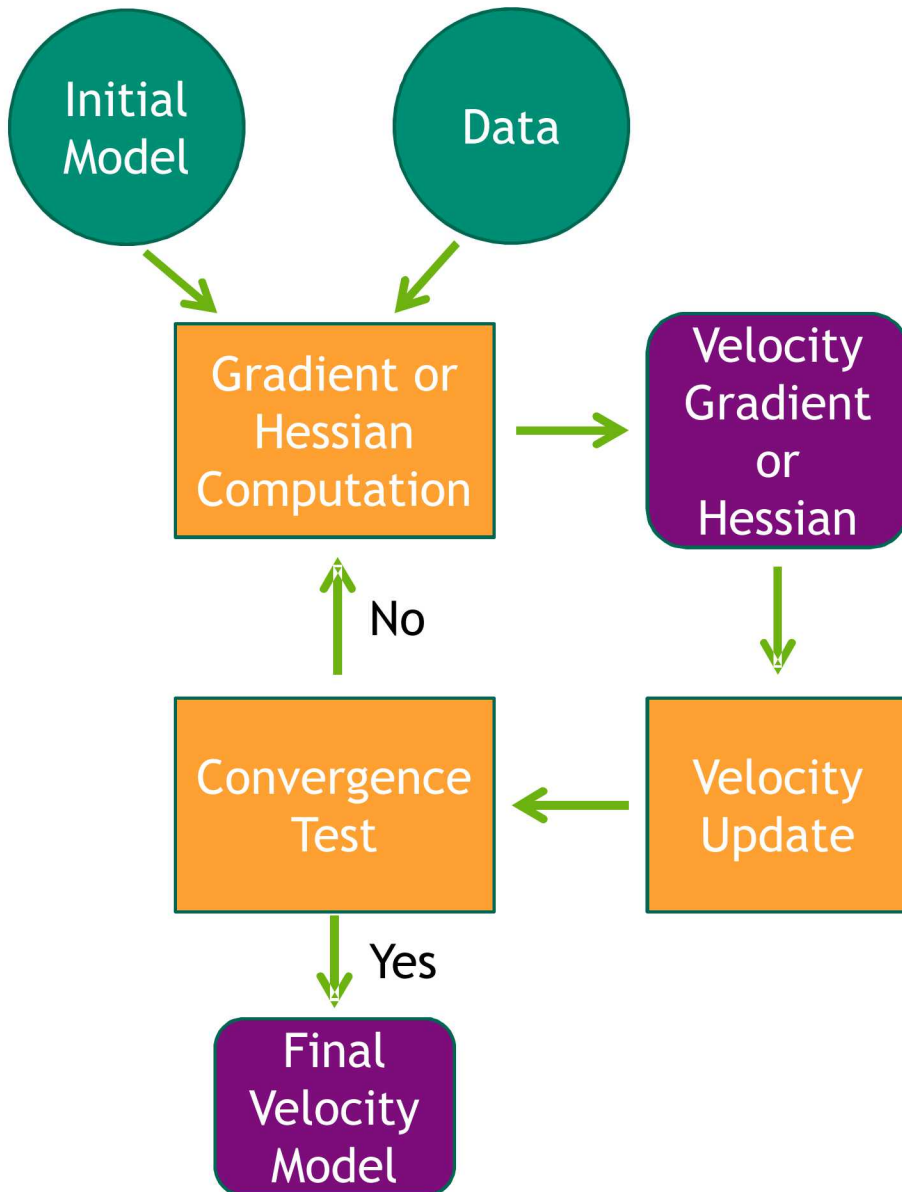 Initial
Model
Data
Gradient or
Hessian
Computation
Velocity
Gradient
or
Hessian
No
Convergence
Test
Velocity
Update
Yes
Final
Velocity
Model